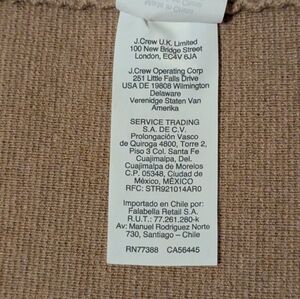 J.Crew U.K. Limited
100 New Bridge Street
London, EC4V 6JA
J.Crew Operating Corp
251 Little Falls Drive
USA DE 19808 Wilmington
Delaware
Verenidge Staten Van
Amerika
SERVICE TRADING
S.A. DE C.V.
Prolongación Vasco
de Quiroga 4800, Torre 2,
Piso 3 Col. Santa Fe
Cuajimalpa, Del.
Cuajimalpa de Morelos
C.P. 05348, Ciudad de
México, MÉXICO
RFC: STR921014AR0
Importado en Chile por:
Falabella Retail S.A.
R.U.T.: 77.261.280-k
Av: Manuel Rodriguez Norte
730, Santiago – Chile
RN77388 CA56445